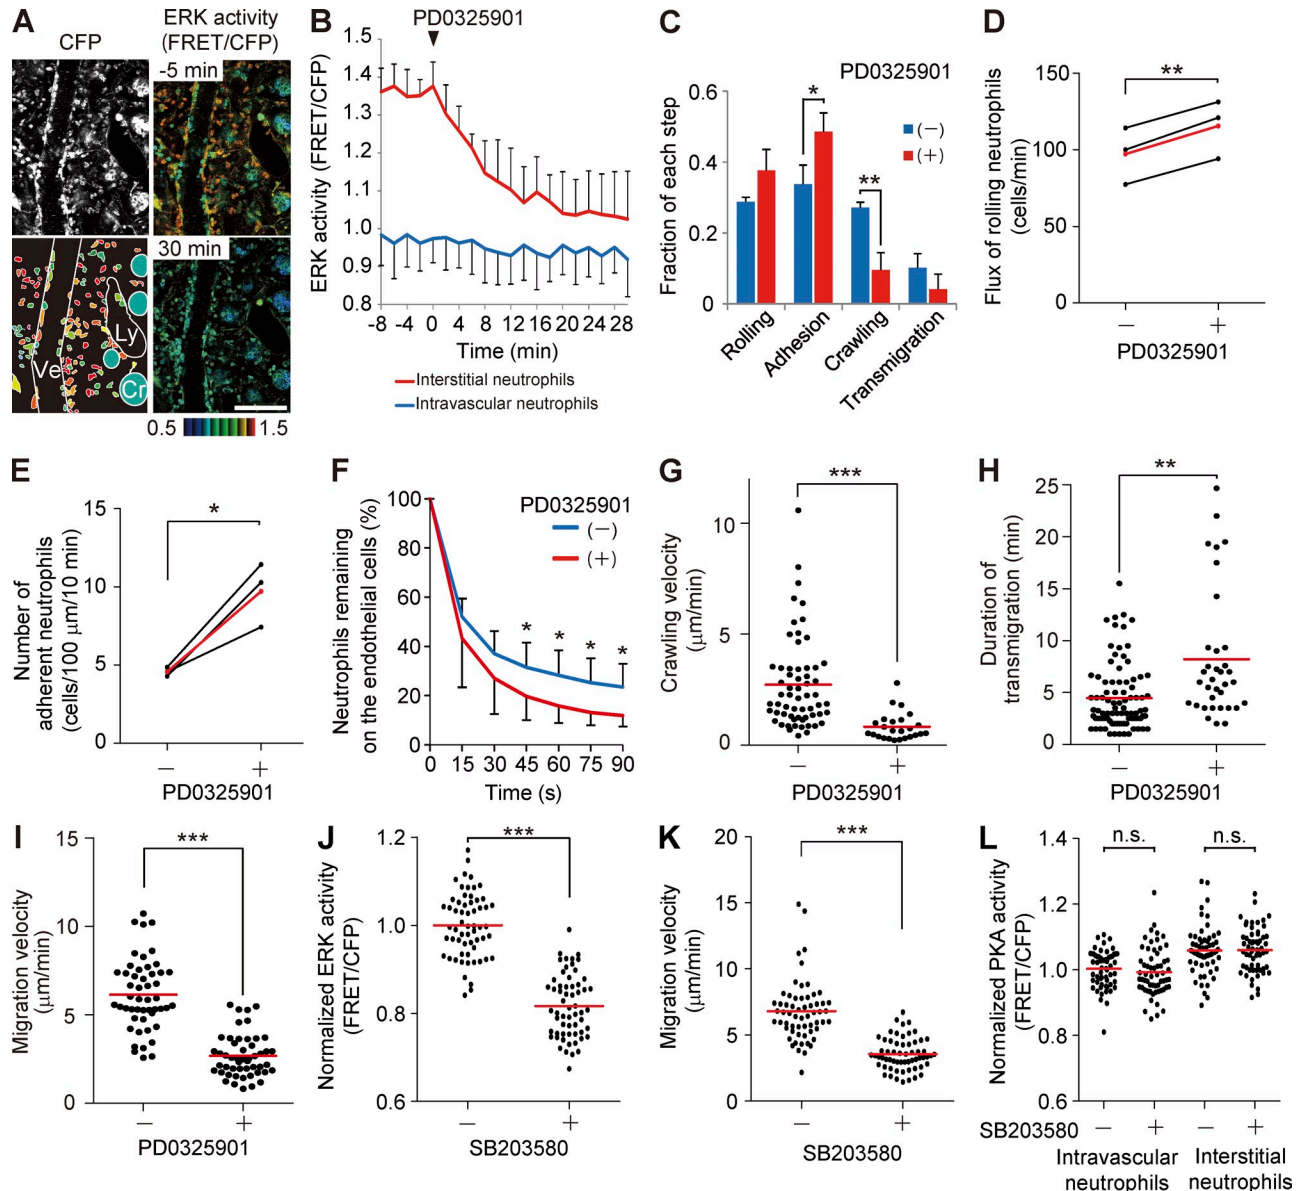 A
CFP
ERK activity
(FRET/CFP)
-5 min
30 min
Ve
Ly
Cr
0.5
1.5
B
PD0325901
ERK activity (FRET/CFP)
1.5
1.4
1.3
1.2
1.1
1.0
0.9
0.8
-8
-4
0
4
8
12
16
20
24
28
Time (min)
Interstitial neutrophils
Intravascular neutrophils
C
PD0325901
(−)
(+)
Fraction of each step
0.6
0.4
0.2
0
*
**
Rolling
Adhesion
Crawling
Transmigration
D
Flux of rolling neutrophils
(cells/min)
150
100
50
0
**
− +
PD0325901
E
Number of
adherent neutrophils
(cells/100 μm/10 min)
15
10
5
0
*
− +
PD0325901
F
Neutrophils remaining
on the endothelial cells (%)
100
80
60
40
20
0
PD0325901
(−)
(+)
* * * *
0 15 30 45 60 75 90
Time (s)
G
Crawling velocity
(μm/min)
10
5
0
***
− +
PD0325901
H
Duration of
transmigration (min)
25
20
15
10
5
0
**
− +
PD0325901
I
Migration velocity
(μm/min)
15
10
5
0
***
− +
PD0325901
J
Normalized ERK activity
(FRET/CFP)
1.2
1.0
0.8
0.6
***
− +
SB203580
K
Migration velocity
(μm/min)
20
15
10
5
0
***
− +
SB203580
L
Normalized PKA activity
(FRET/CFP)
1.4
1.2
1.0
0.8
0.6
n.s. n.s.
SB203580 − + − +
Intravascular
neutrophils
Interstitial
neutrophils